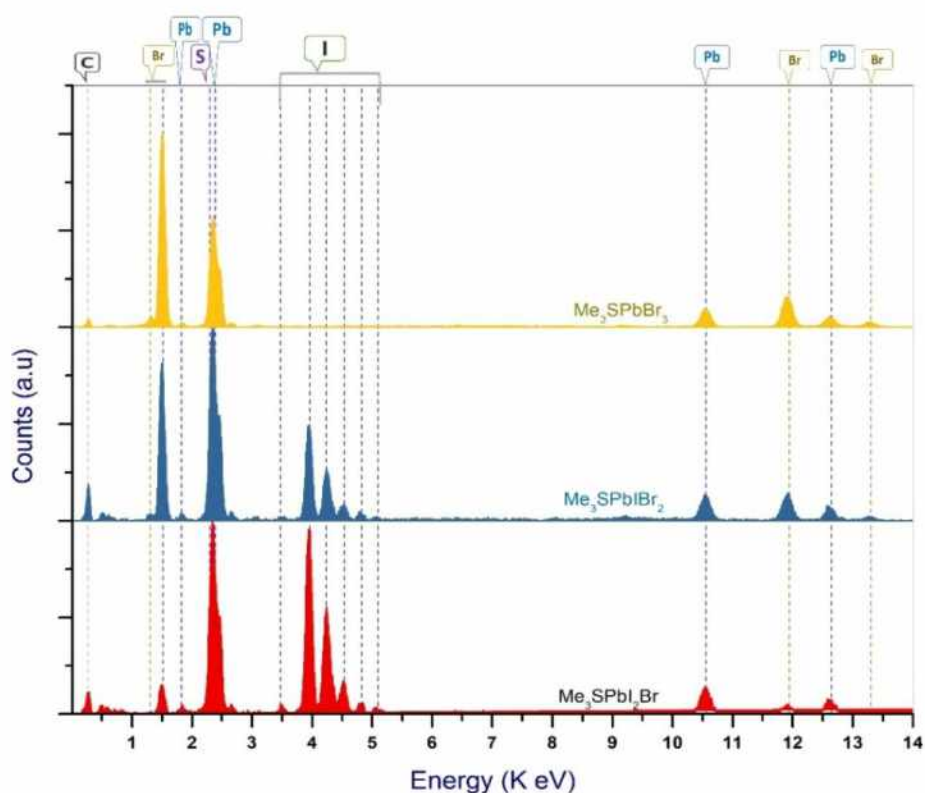 Pb Pb
C Br S I Pb Br Pb Br
Me₃SPbBr₃
Me₃SPbIBr₂
Me₃SPbI₂Br
Counts (a.u)
1 2 3 4 5 6 7 8 9 10 11 12 13 14
Energy (K eV)